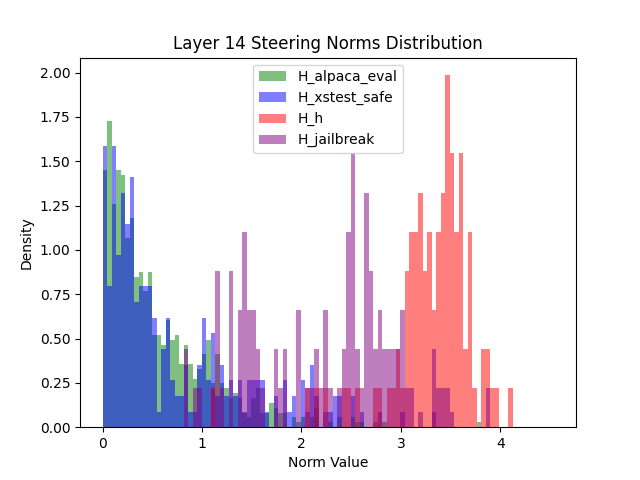 Layer 14 Steering Norms Distribution
H_alpaca_eval
H_xstest_safe
H_h
H_jailbreak
Density
2.00
1.75
1.50
1.25
1.00
0.75
0.50
0.25
0.00
0
1
2
3
4
Norm Value